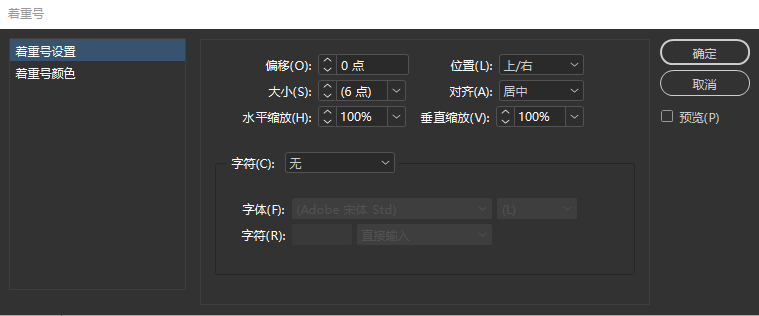 着重号
着重号设置
着重号颜色
偏移(O): 0 点 位置(L): 上/右
大小(S): (6 点) 对齐(A): 居中
水平缩放(H): 100% 垂直缩放(V): 100%
字符(C): 无
字体(F): (Adobe 宋体 Std) (L)
字符(R): 直接输入
确定
取消
预览(P)